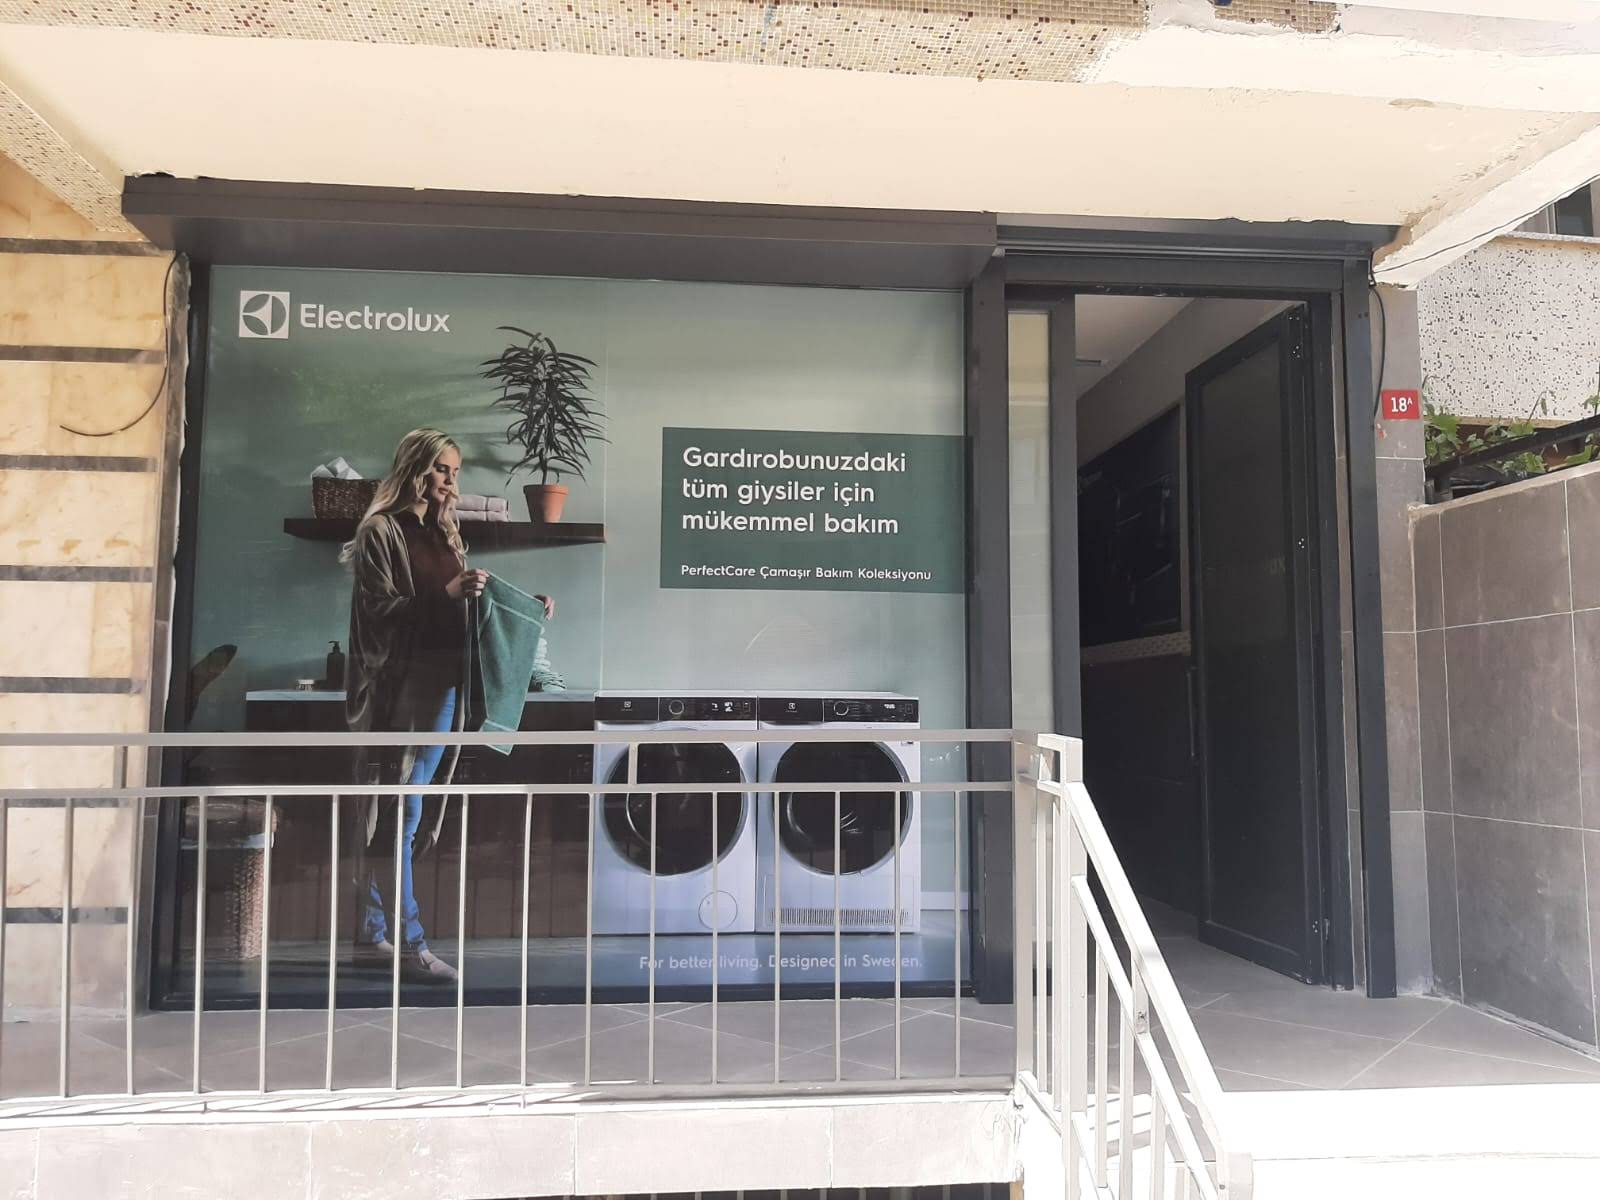 Electrolux
Gardırobunuzdaki
tüm giysiler için
mükemmel bakım
PerfectCare Çamaşır Bakım Koleksiyonu
18A
For better living. Designed in Sweden.